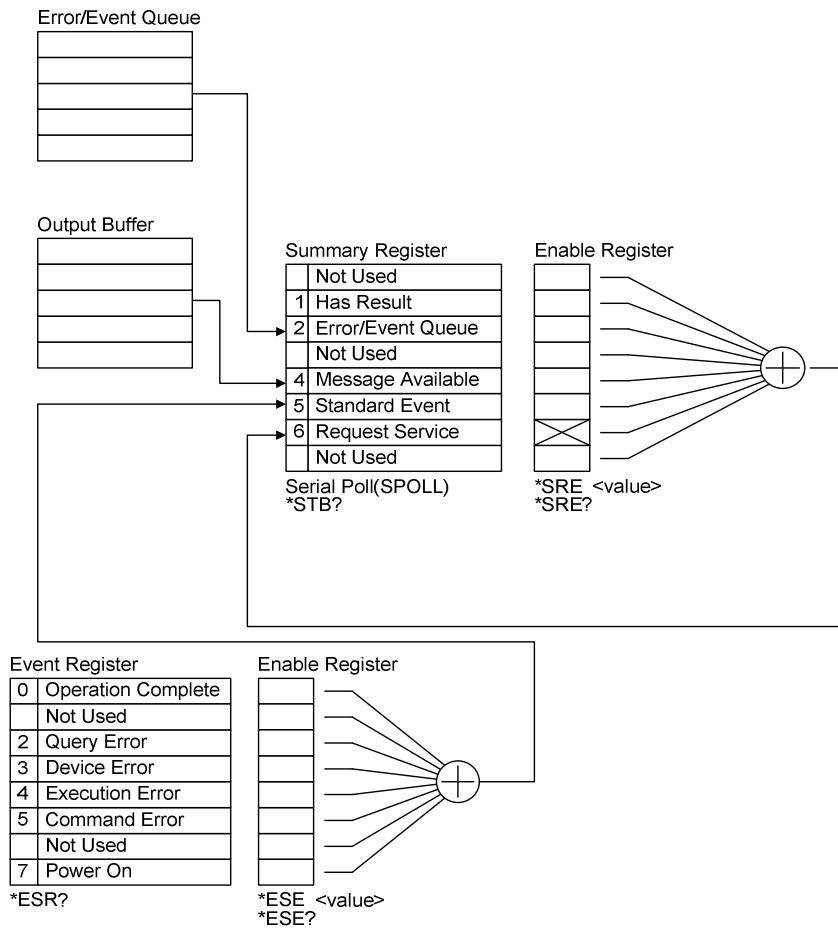 Error/Event Queue
Output Buffer
Summary Register
Not Used
1 Has Result
2 Error/Event Queue
Not Used
4 Message Available
5 Standard Event
6 Request Service
Not Used
Serial Poll(SPOLL)
*STB?
Enable Register
*SRE <value>
*SRE?
Event Register
0 Operation Complete
Not Used
2 Query Error
3 Device Error
4 Execution Error
5 Command Error
Not Used
7 Power On
*ESR?
Enable Register
*ESE <value>
*ESE?